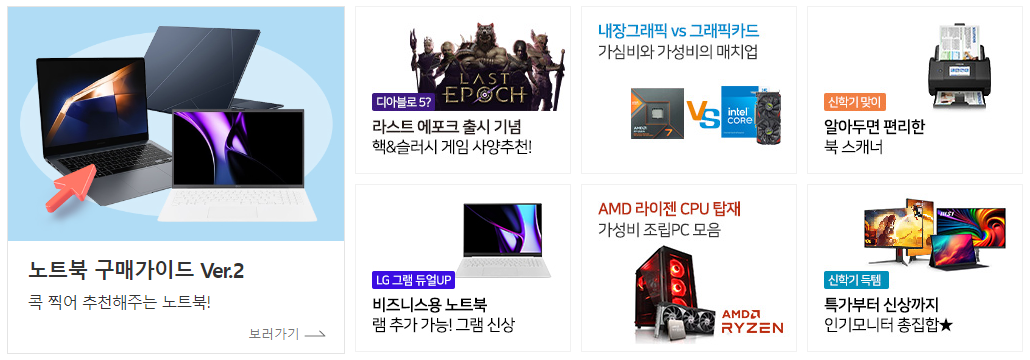 노트북 구매가이드 Ver.2
콕 찍어 추천해주는 노트북!
보러가기
LAST
EPOCH
디아블로 5?
라스트 에포크 출시 기념
핵&슬러시 게임 사양추천!
내장그래픽 vs 그래픽카드
가심비와 가성비의 매치업
AMD
RYZEN
7
VS
intel
CORE
신학기 맞이
알아두면 편리한
북 스캐너
LG 그램 듀얼UP
비즈니스용 노트북
램 추가 가능! 그램 신상
AMD 라이젠 CPU 탑재
가성비 조립PC 모음
AMD
RYZEN
msi
신학기 득템
특가부터 신상까지
인기모니터 총집합★